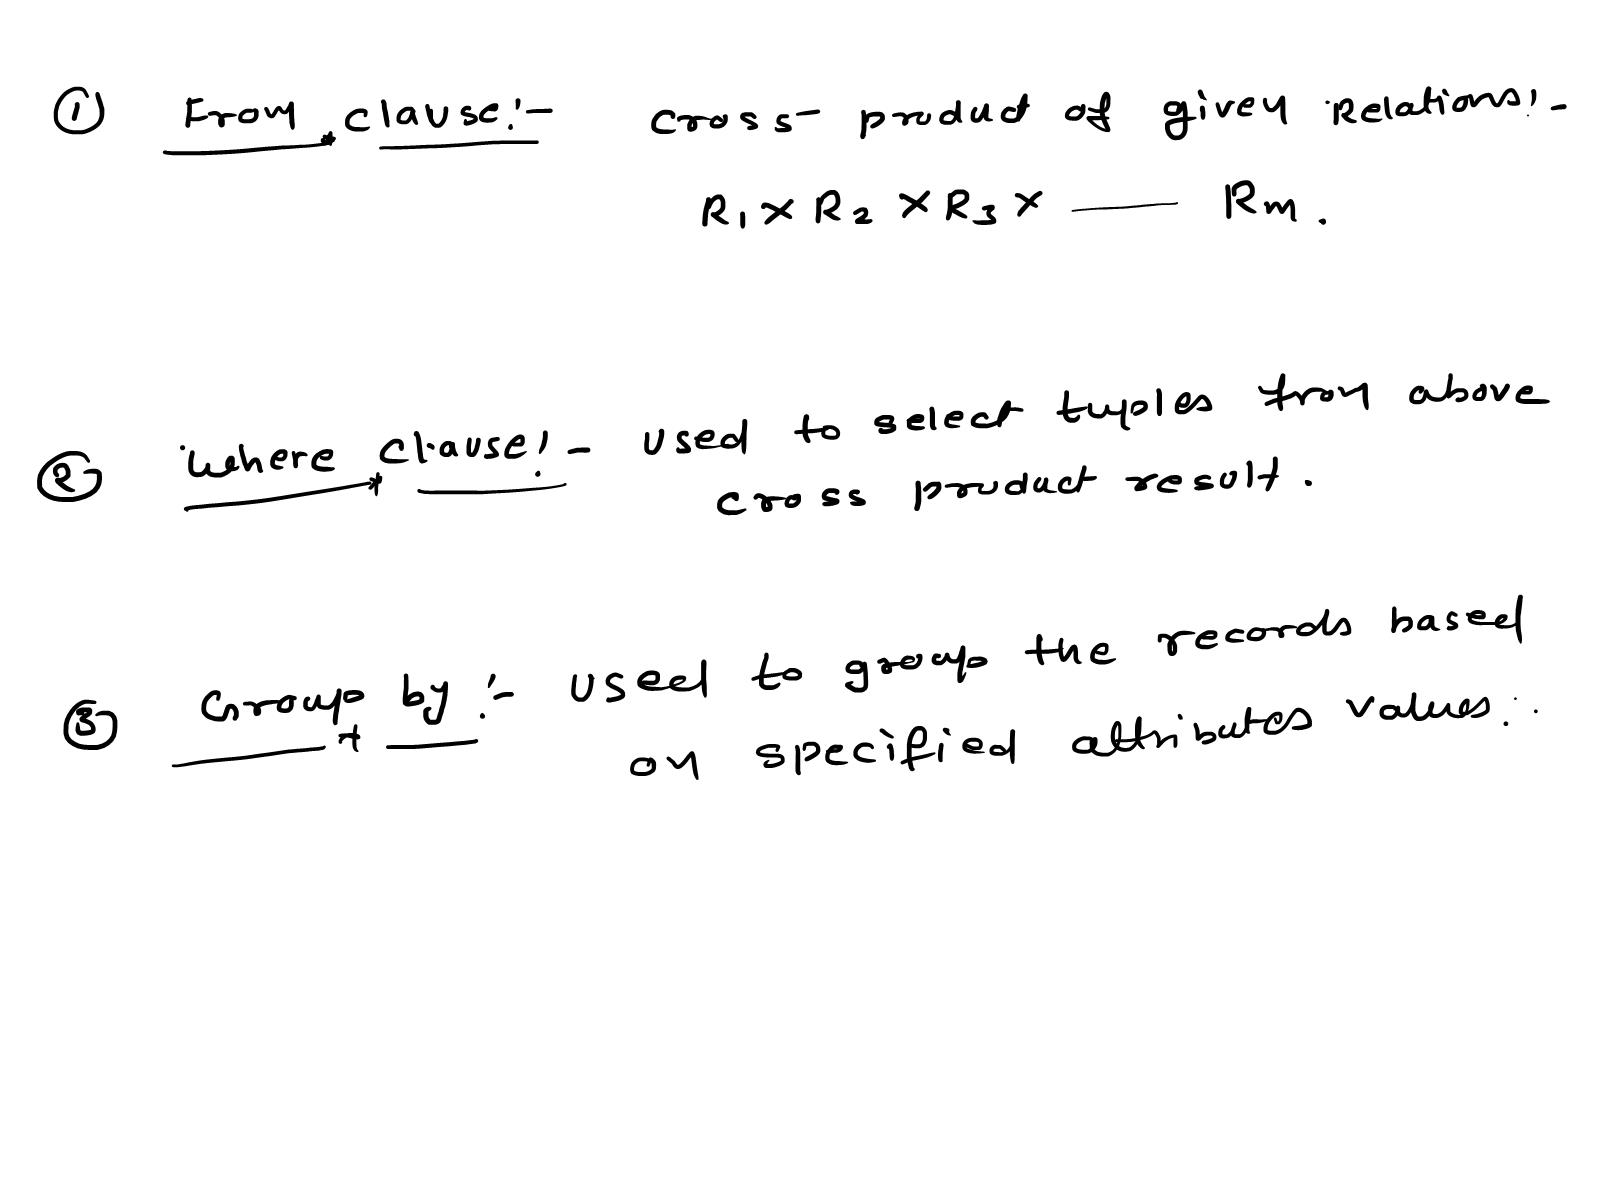 ① From clause:- cross- product of given Relations:-
R1 × R2 × R3 × — Rm.
② Where clause:- used to select tuples from above
cross product result.
③ Group by:- used to group the records based
on specified attributes values.